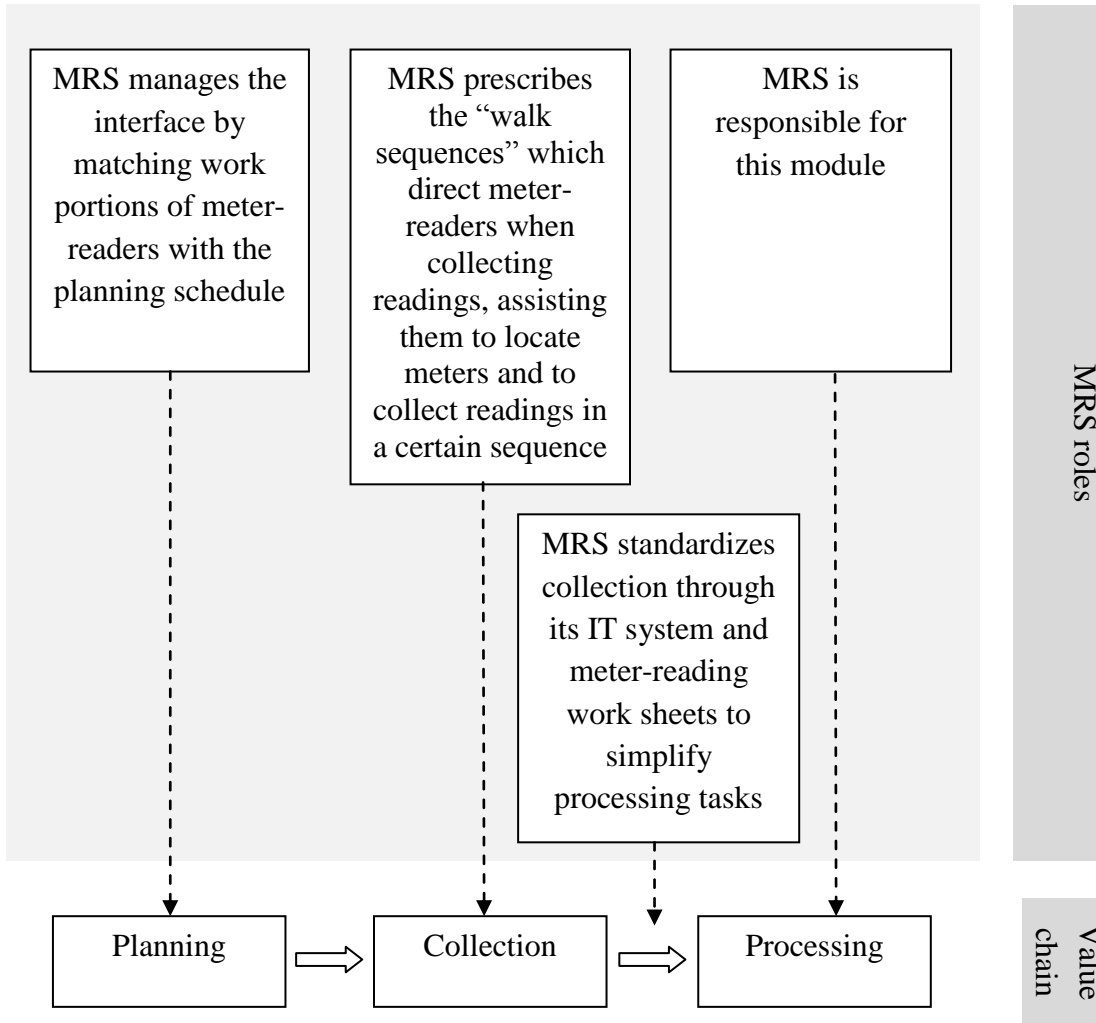 MRS manages the
interface by
matching work
portions of meter-
readers with the
planning schedule
MRS prescribes
the “walk
sequences” which
direct meter-
readers when
collecting
readings, assisting
them to locate
meters and to
collect readings in
a certain sequence
MRS is
responsible for
this module
MRS standardizes
collection through
its IT system and
meter-reading
work sheets to
simplify
processing tasks
MRS roles
Planning
Collection
Processing
Value
chain